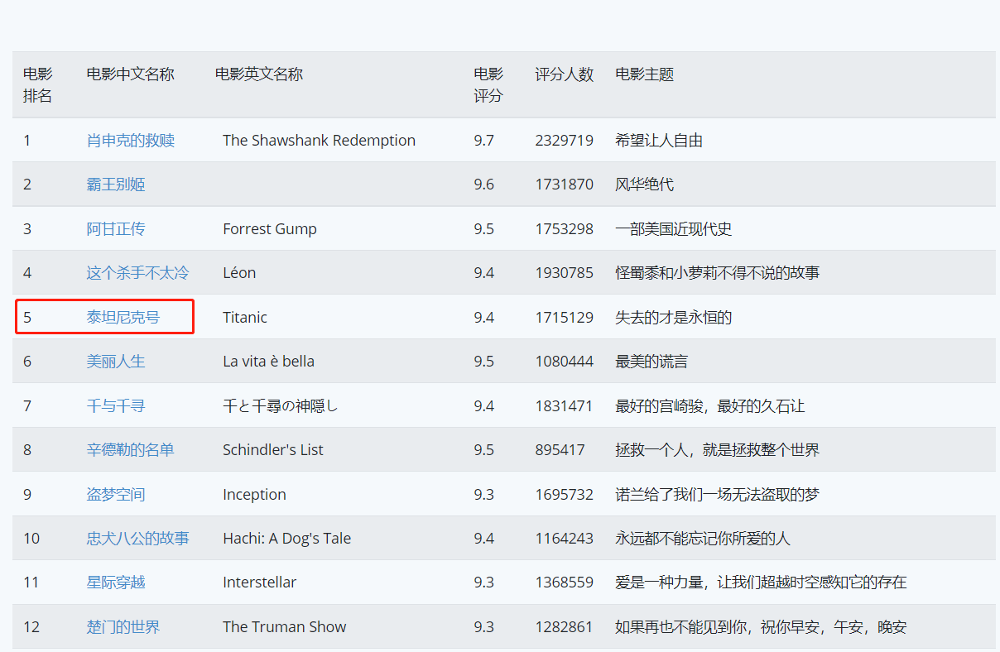 电影排名 电影中文名称 电影英文名称 电影评分 评分人数 电影主题
1 肖申克的救赎 The Shawshank Redemption 9.7 2329719 希望让人自由
2 霸王别姬 9.6 1731870 风华绝代
3 阿甘正传 Forrest Gump 9.5 1753298 一部美国近现代史
4 这个杀手不太冷 Léon 9.4 1930785 怪蜀黍和小萝莉不得不说的故事
5 泰坦尼克号 Titanic 9.4 1715129 失去的才是永恒的
6 美丽人生 La vita è bella 9.5 1080444 最美的谎言
7 千与千寻 千と千尋の神隠し 9.4 1831471 最好的宫崎骏，最好的久石让
8 辛德勒的名单 Schindler's List 9.5 895417 拯救一个人，就是拯救整个世界
9 盗梦空间 Inception 9.3 1695732 诺兰给了我们一场无法盗取的梦
10 忠犬八公的故事 Hachi: A Dog's Tale 9.4 1164243 永远都不能忘记你所爱的人
11 星际穿越 Interstellar 9.3 1368559 爱是一种力量，让我们超越时空感知它的存在
12 楚门的世界 The Truman Show 9.3 1282861 如果再也不能见到你，祝你早安，午安，晚安